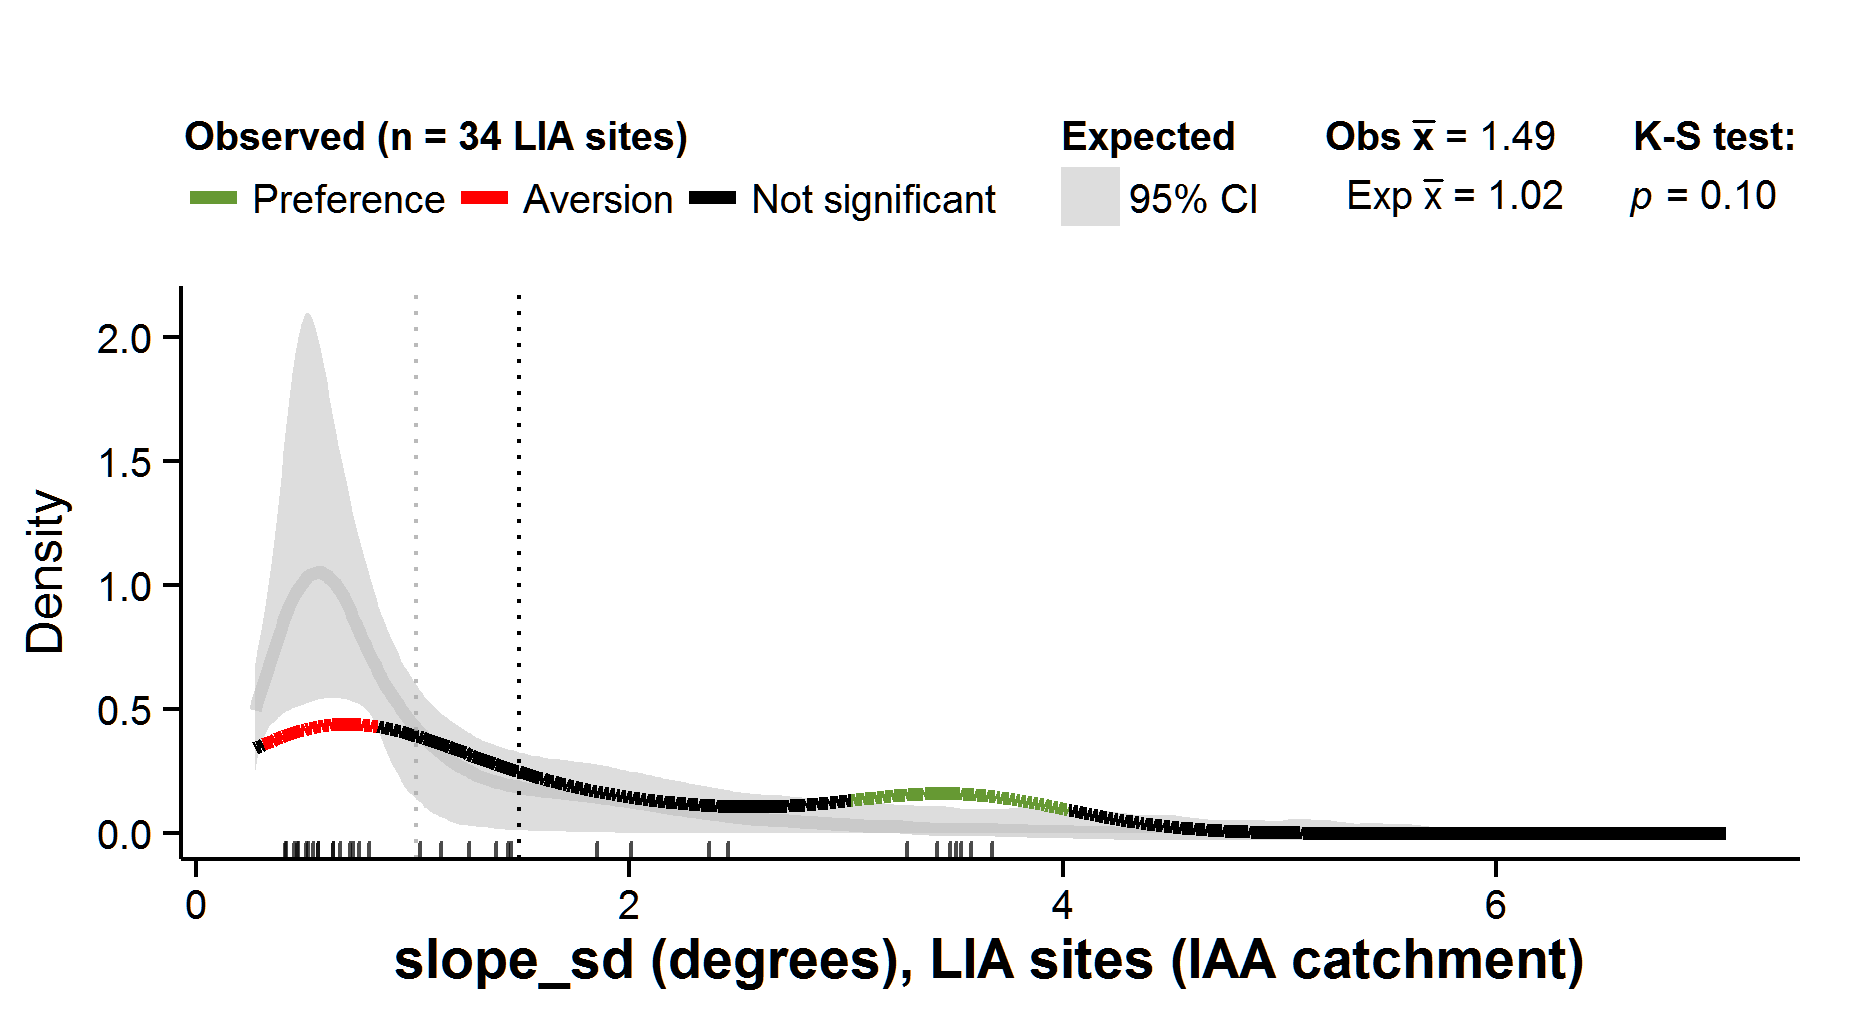 Observed (n = 34 LIA sites) Expected Obs x̅ = 1.49 K-S test:
Preference Aversion Not significant 95% CI Exp x̅ = 1.02 p = 0.10
2.0
1.5
1.0
0.5
0.0
Density
0 2 4 6
slope_sd (degrees), LIA sites (IAA catchment)